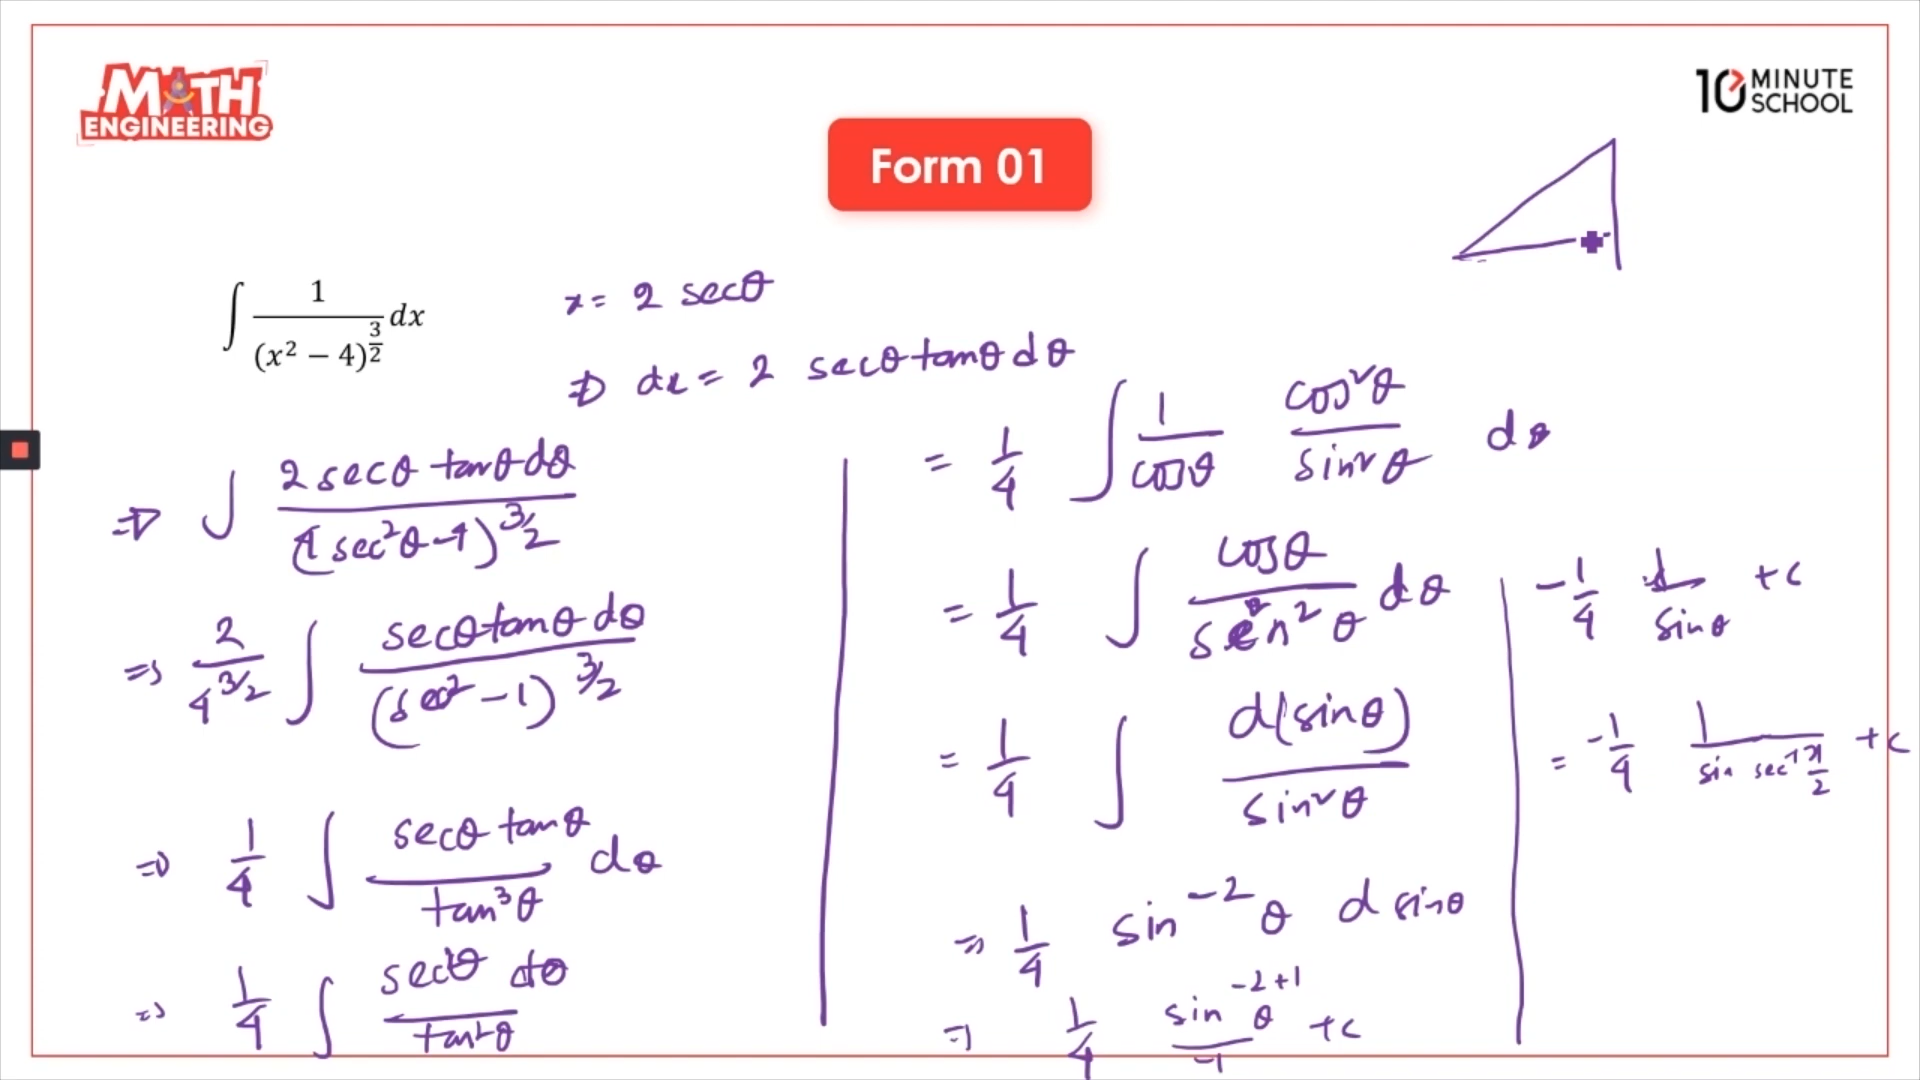 MATH
ENGINEERING
10 MINUTE
SCHOOL
Form 01
∫ 1/(x² − 4)^(3/2) dx
x = 2 secθ
⇒ dx = 2 secθ tanθ dθ
⇒ ∫ 2 secθ tanθ dθ / (4 sec²θ − 4)^(3/2)
⇒ 2/4^(3/2) ∫ secθ tanθ dθ / (sec² − 1)^(3/2)
⇒ 1/4 ∫ secθ tanθ / tan³θ dθ
⇒ 1/4 ∫ secθ dθ / tan²θ
= 1/4 ∫ 1/cosθ cos²θ/sin²θ dθ
= 1/4 ∫ cosθ / sin²θ dθ
= 1/4 ∫ d(sinθ) / sin²θ
⇒ 1/4 sin⁻²θ d sinθ
⇒ 1/4 sin^(-2+1) θ / -1 + c
-1/4 1/sinθ + c
= -1/4 1/(sin sec⁻¹ x/2) + c